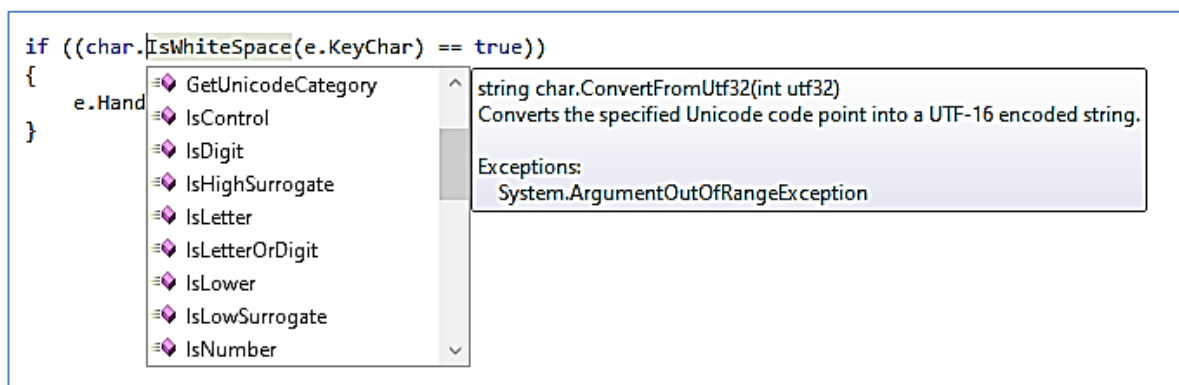 if ((char.IsWhiteSpace(e.KeyChar) == true))
{
e.Hand
}
GetUnicodeCategory
IsControl
IsDigit
IsHighSurrogate
IsLetter
IsLetterOrDigit
IsLower
IsLowSurrogate
IsNumber
string char.ConvertFromUtf32(int utf32)
Converts the specified Unicode code point into a UTF-16 encoded string.
Exceptions:
System.ArgumentOutOfRangeException